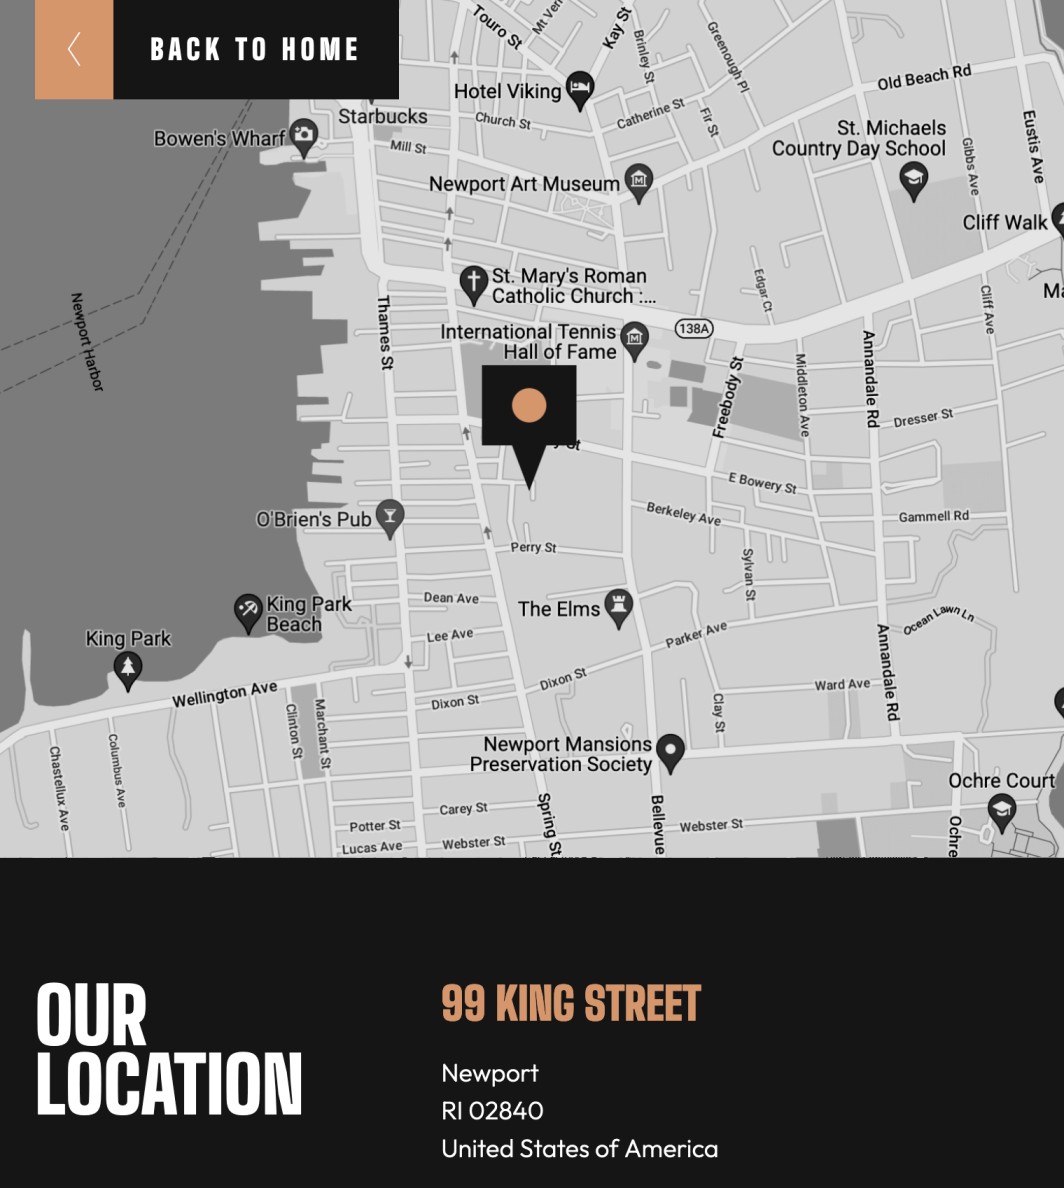 BACK TO HOME
Touro St
Mt Ver
Kay St
Brinley St
Greenough Pl
Old Beach Rd
Hotel Viking
Church St
Catherine St
Fir St
Eustis Ave
Starbucks
Bowen's Wharf
Mill St
St. Michaels
Country Day School
Gibbs Ave
Newport Art Museum
Cliff Walk
St. Mary's Roman
Catholic Church :...
Edgar Ct
Cliff Ave
Ma
Newport Harbor
Thames St
International Tennis
Hall of Fame
138A
Freebody St
Middleton Ave
Annandale Rd
Dresser St
y St
E Bowery St
O'Brien's Pub
Berkeley Ave
Gammell Rd
Perry St
Sylvan St
Dean Ave
The Elms
King Park
Beach
King Park
Lee Ave
Parker Ave
Ocean Lawn Ln
Annandale Rd
Wellington Ave
Dixon St
Dixon St
Ward Ave
Clay St
Clinton St
Marchant St
Chastellux Ave
Columbus Ave
Newport Mansions
Preservation Society
Ochre Court
Carey St
Spring St
Bellevue
Potter St
Lucas Ave
Webster St
Webster St
Ochre
OUR
LOCATION
99 KING STREET
Newport
RI 02840
United States of America